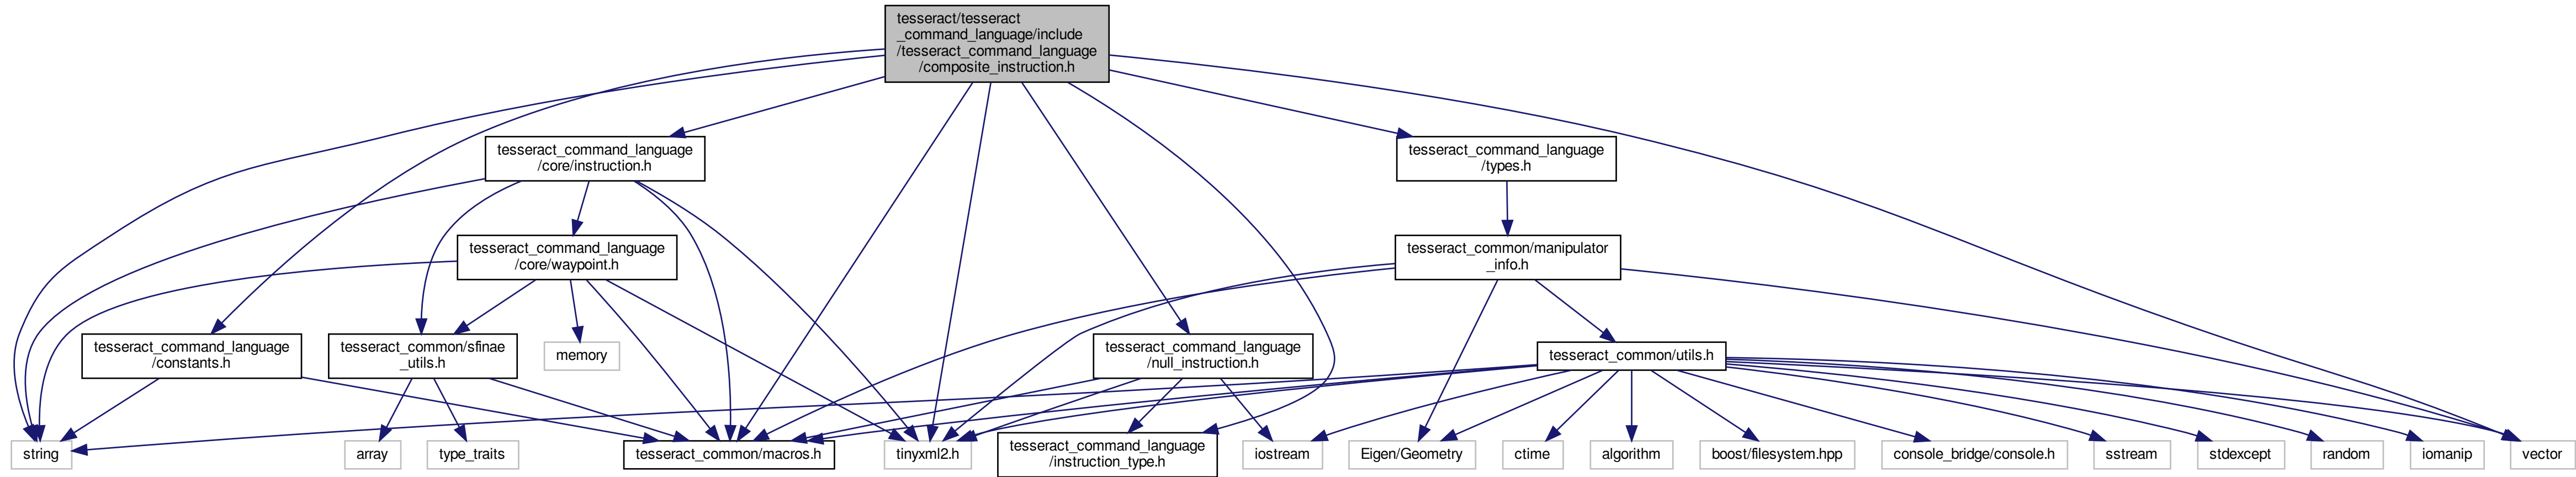 tesseract/tesseract
_command_language/include
/tesseract_command_language
/composite_instruction.h
tesseract_command_language
/core/instruction.h
tesseract_command_language
/types.h
tesseract_command_language
/core/waypoint.h
tesseract_common/manipulator
_info.h
tesseract_command_language
/constants.h
tesseract_common/sfinae
_utils.h
memory
tesseract_command_language
/null_instruction.h
tesseract_common/utils.h
string
array
type_traits
tesseract_common/macros.h
tinyxml2.h
tesseract_command_language
/instruction_type.h
iostream
Eigen/Geometry
ctime
algorithm
boost/filesystem.hpp
console_bridge/console.h
sstream
stdexcept
random
iomanip
vector